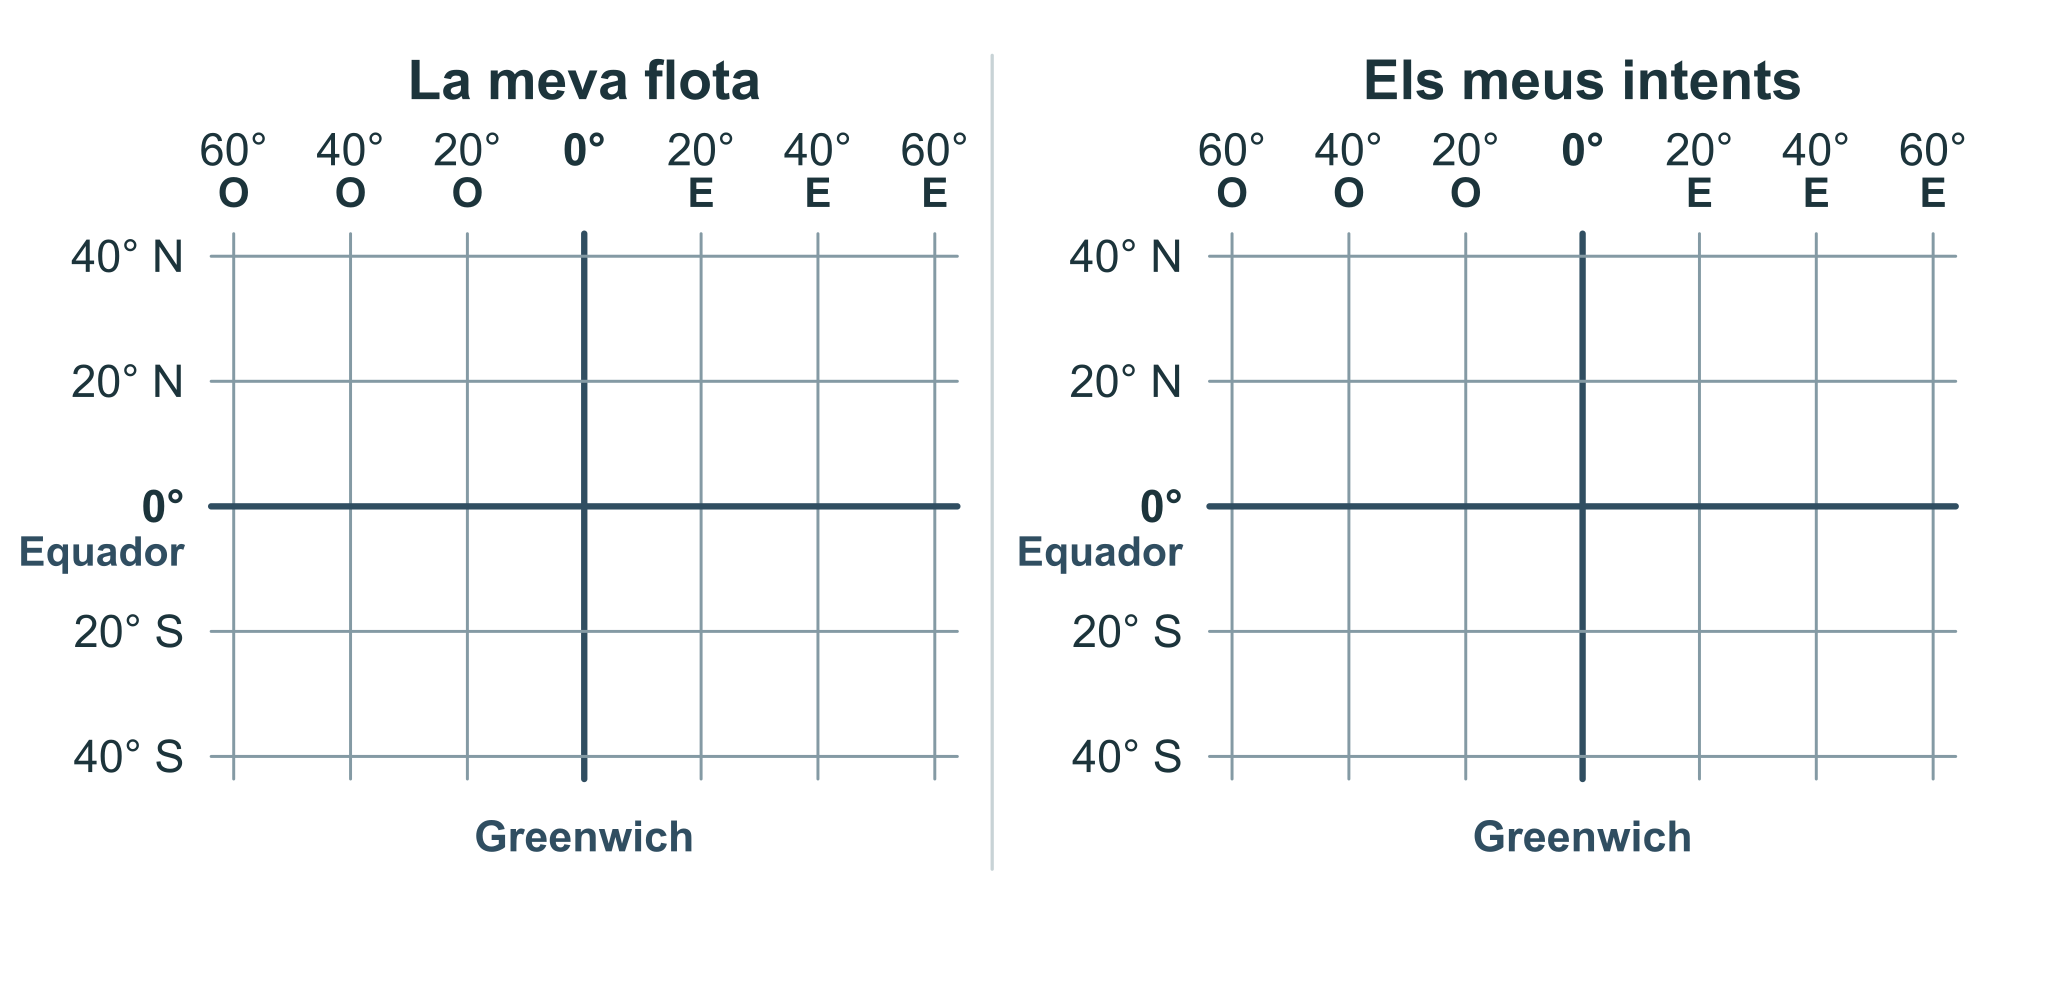 La meva flota
60° 40° 20° 0° 20° 40° 60°
O O O E E E
40° N
20° N
0°
Equador
20° S
40° S
Greenwich
Els meus intents
60° 40° 20° 0° 20° 40° 60°
O O O E E E
40° N
20° N
0°
Equador
20° S
40° S
Greenwich